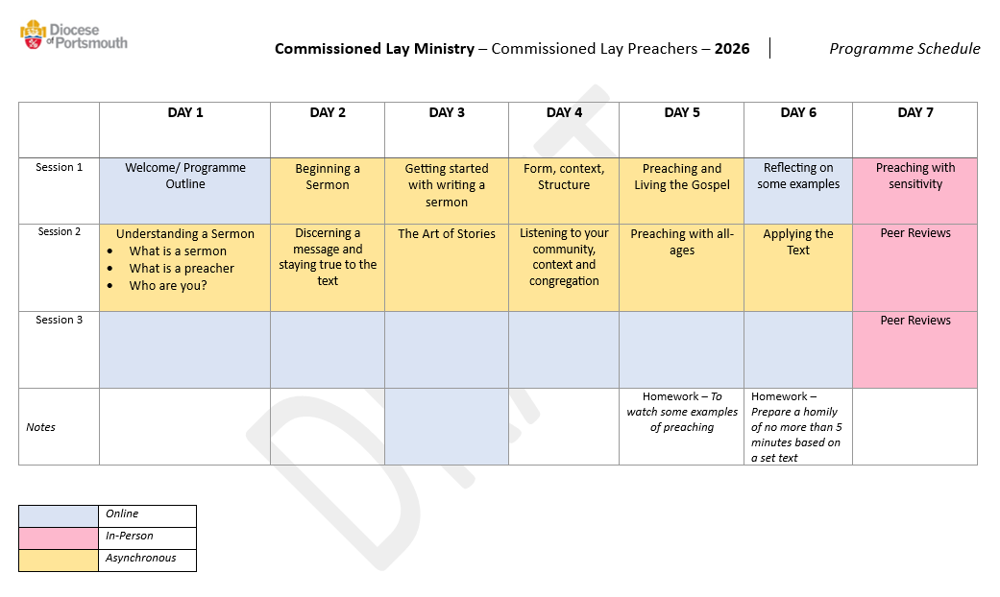 Diocese
of Portsmouth
Commissioned Lay Ministry – Commissioned Lay Preachers – 2026
Programme Schedule
DAY 1
DAY 2
DAY 3
DAY 4
DAY 5
DAY 6
DAY 7
Session 1
Welcome/ Programme
Outline
Beginning a
Sermon
Getting started
with writing a
sermon
Form, context,
Structure
Preaching and
Living the Gospel
Reflecting on
some examples
Preaching with
sensitivity
Session 2
Understanding a Sermon
• What is a sermon
• What is a preacher
• Who are you?
Discerning a
message and
staying true to the
text
The Art of Stories
Listening to your
community,
context and
congregation
Preaching with all-
ages
Applying the
Text
Peer Reviews
Session 3
Peer Reviews
Notes
Homework – To
watch some examples
of preaching
Homework –
Prepare a homily
of no more than 5
minutes based on
a set text
Online
In-Person
Asynchronous
DRAFT